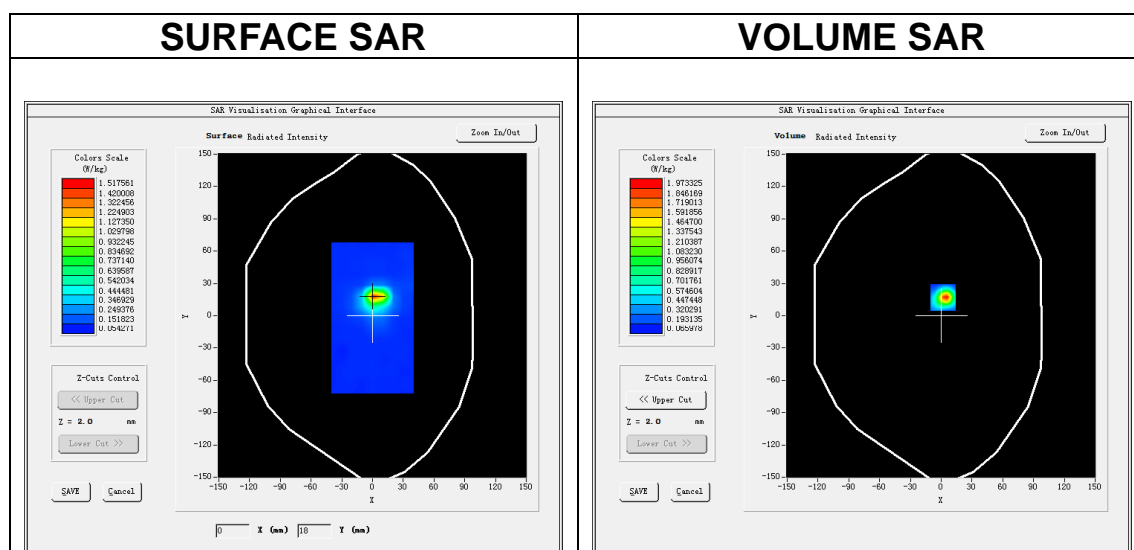 SURFACE SAR
VOLUME SAR
SAR Visualisation Graphical Interface
Surface Radiated Intensity
Zoom In/Out
Colors Scale
(W/kg)
1.517561
1.420008
1.322456
1.224903
1.127350
1.029798
0.932245
0.834692
0.737140
0.639587
0.542034
0.444481
0.346929
0.249376
0.151823
0.054271
150
120
90
60
30
0
-30
-60
-90
-120
-150
Y
-150 -120 -90 -60 -30 0 30 60 90 120 150
X
Z-Cuts Control
<< Upper Cut
Z = 2.0 mm
Lower Cut >>
SAVE Cancel
0 X (mm) 18 Y (mm)
SAR Visualisation Graphical Interface
Volume Radiated Intensity
Zoom In/Out
Colors Scale
(W/kg)
1.973325
1.846169
1.719013
1.591856
1.464700
1.337543
1.210387
1.083230
0.956074
0.828917
0.701761
0.574604
0.447448
0.320291
0.193135
0.065978
150
120
90
60
30
0
-30
-60
-90
-120
-150
Y
-150 -120 -90 -60 -30 0 30 60 90 120 150
X
Z-Cuts Control
<< Upper Cut
Z = 2.0 mm
Lower Cut >>
SAVE Cancel